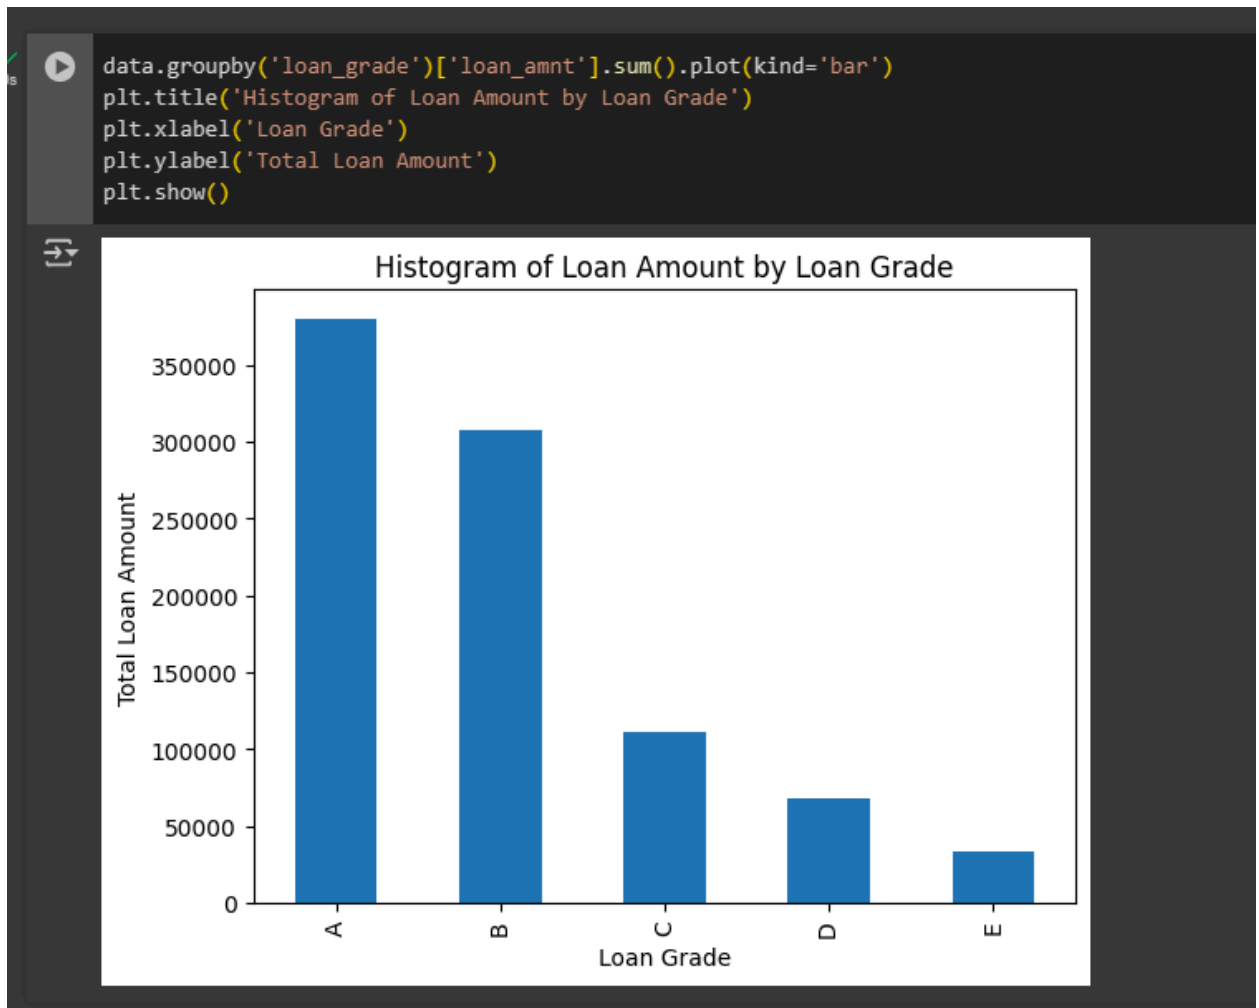 data.groupby('loan_grade')['loan_amnt'].sum().plot(kind='bar')
plt.title('Histogram of Loan Amount by Loan Grade')
plt.xlabel('Loan Grade')
plt.ylabel('Total Loan Amount')
plt.show()
Histogram of Loan Amount by Loan Grade
Total Loan Amount
350000
300000
250000
200000
150000
100000
50000
0
A B C D E
Loan Grade